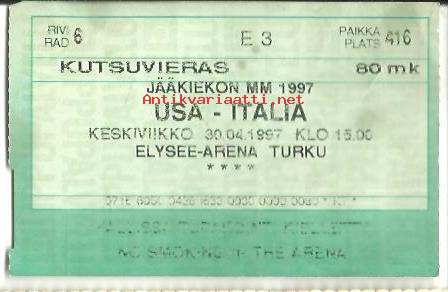 RIVI RAD 6 E 3 PAIKKA PLATS 416
KUTSUVIERAS 80 mk
JÄÄKIEKON MM 1997
Antikvariaatti.net
USA - ITALIA
KESKIVIIKKO 30.04.1997 KLO 15.00
ELYSEE-ARENA TURKU
****
NO SMOKING IN THE ARENA